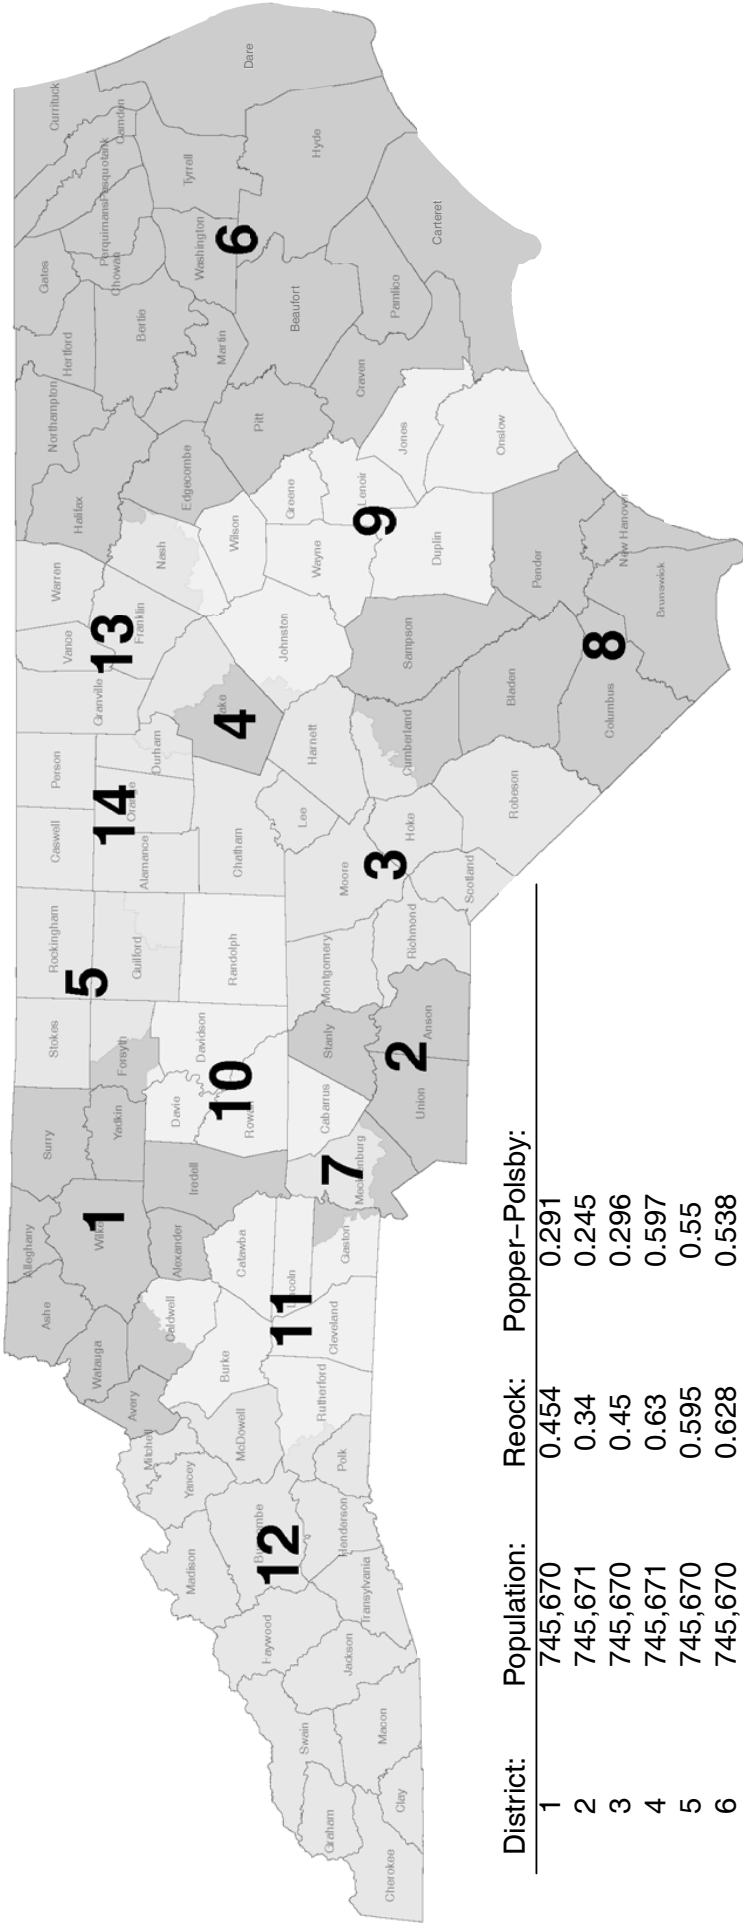 Currituck
Camden
Pasquotank
Perquimans
Gates
Chowan
Dare
Tyrrell
Hyde
Washington
6
Hertford
Bertie
Beaufort
Pamlico
Carteret
Northampton
Martin
Pitt
Craven
Halifax
Edgecombe
Greene
Lenoir
Jones
Onslow
Warren
Nash
Wilson
Wayne
9
Duplin
Vance
13
Franklin
Johnston
Sampson
Pender
New Hanover
Granville
4
Harnett
Cumberland
Bladen
8
Brunswick
Columbus
Person
Durham
14
Orange
Caswell
Alamance
Chatham
Lee
Moore
3
Hoke
Robeson
Scotland
Rockingham
5
Guilford
Randolph
Montgomery
Richmond
Stokes
Forsyth
Davidson
10
Davie
Rowan
Stanly
2
Anson
Union
Cabarrus
Surry
Yadkin
Iredell
7
Mecklenburg
Alleghany
1
Alexander
Catawba
Gaston
Ashe
Watauga
Caldwell
11
Cleveland
Avery
Burke
Rutherford
Mitchell
Yancey
McDowell
Polk
Madison
12
Henderson
Transylvania
Haywood
Jackson
Swain
Macon
Graham
Clay
Cherokee
District: Population: Reock: Popper−Polsby:
1 745,670 0.454 0.291
2 745,671 0.34 0.245
3 745,670 0.45 0.296
4 745,671 0.63 0.597
5 745,670 0.595 0.55
6 745,670 0.628 0.538